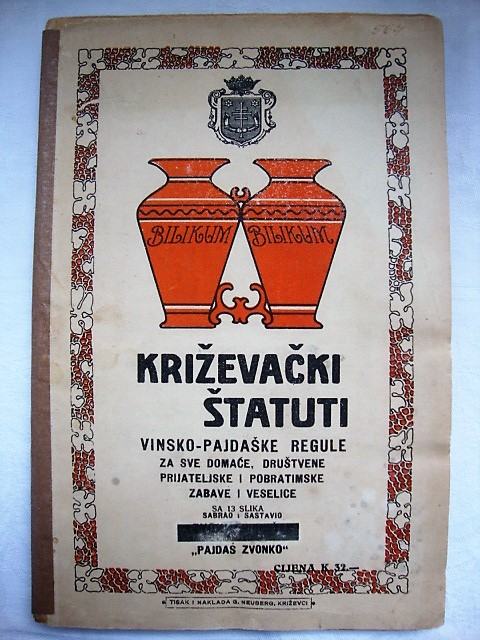 BILIKUM BILIKUM
KRIŽEVAČKI
ŠTATUTI
VINSKO-PAJDAŠKE REGULE
ZA SVE DOMAĆE, DRUŠTVENE
PRIJATELJSKE I POBRATIMSKE
ZABAVE I VESELICE
SA 13 SLIKA
SABRAO I SASTAVIO
„PAJDAŠ ZVONKO"
CIJENA K 32.—
TISAK I NAKLADA G. NEUBERG, KRIŽEVCI